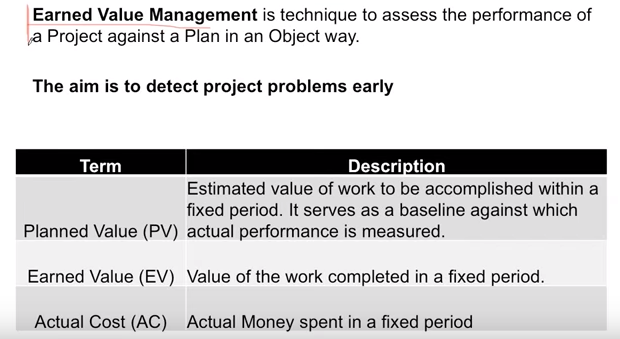 Earned Value Management is technique to assess the performance of
a Project against a Plan in an Object way.
The aim is to detect project problems early
Term Description
Estimated value of work to be accomplished within a
fixed period. It serves as a baseline against which
Planned Value (PV) actual performance is measured.
Earned Value (EV) Value of the work completed in a fixed period.
Actual Cost (AC) Actual Money spent in a fixed period